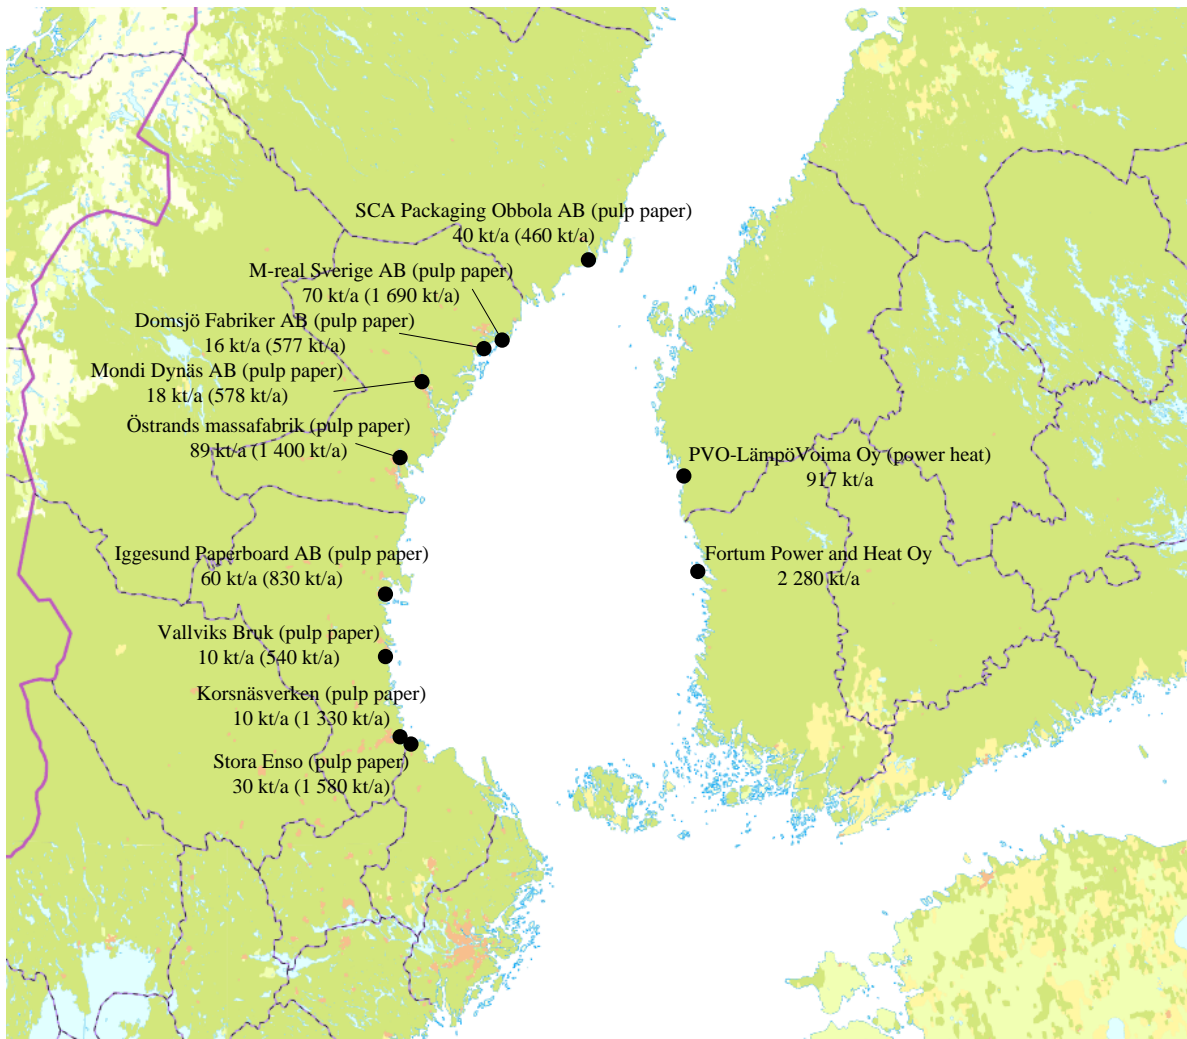 SCA Packaging Obbola AB (pulp paper)
40 kt/a (460 kt/a)
M-real Sverige AB (pulp paper)
70 kt/a (1 690 kt/a)
Domsjö Fabriker AB (pulp paper)
16 kt/a (577 kt/a)
Mondi Dynäs AB (pulp paper)
18 kt/a (578 kt/a)
Östrands massafabrik (pulp paper)
89 kt/a (1 400 kt/a)
PVO-LämpöVoima Oy (power heat)
917 kt/a
Iggesund Paperboard AB (pulp paper)
60 kt/a (830 kt/a)
Fortum Power and Heat Oy
2 280 kt/a
Vallviks Bruk (pulp paper)
10 kt/a (540 kt/a)
Korsnäsverken (pulp paper)
10 kt/a (1 330 kt/a)
Stora Enso (pulp paper)
30 kt/a (1 580 kt/a)